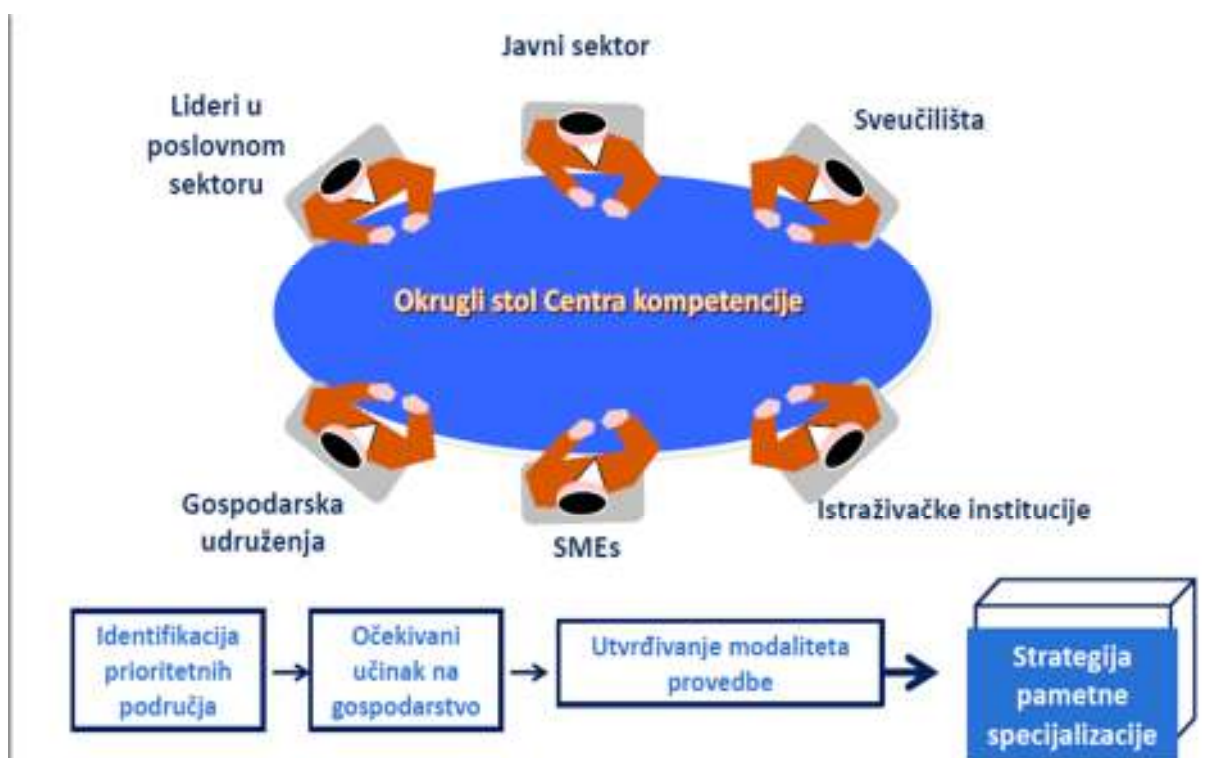 Javni sektor
Lideri u
poslovnom
sektoru
Sveučilišta
Okrugli stol Centra kompetencije
Gospodarska
udruženja
SMEs
Istraživačke institucije
Identifikacija
prioritetnih
područja
Očekivani
učinak na
gospodarstvo
Utvrđivanje modaliteta
provedbe
Strategija
pametne
specijalizacije